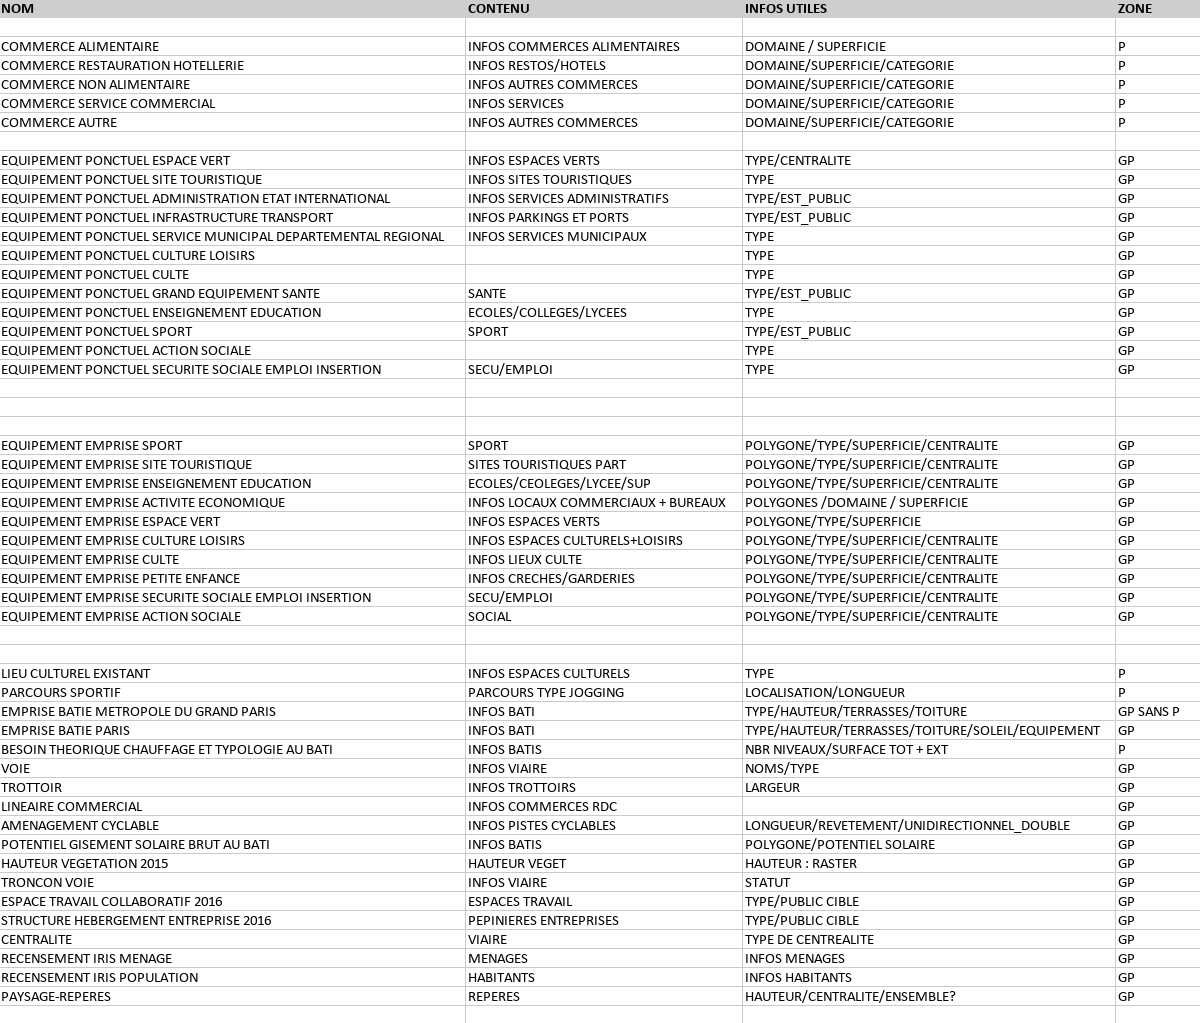 NOM CONTENU INFOS UTILES ZONE
COMMERCE ALIMENTAIRE INFOS COMMERCES ALIMENTAIRES DOMAINE / SUPERFICIE P
COMMERCE RESTAURATION HOTELLERIE INFOS RESTOS/HOTELS DOMAINE/SUPERFICIE/CATEGORIE P
COMMERCE NON ALIMENTAIRE INFOS AUTRES COMMERCES DOMAINE/SUPERFICIE/CATEGORIE P
COMMERCE SERVICE COMMERCIAL INFOS SERVICES DOMAINE/SUPERFICIE/CATEGORIE P
COMMERCE AUTRE INFOS AUTRES COMMERCES DOMAINE/SUPERFICIE/CATEGORIE P
EQUIPEMENT PONCTUEL ESPACE VERT INFOS ESPACES VERTS TYPE/CENTRALITE GP
EQUIPEMENT PONCTUEL SITE TOURISTIQUE INFOS SITES TOURISTIQUES TYPE GP
EQUIPEMENT PONCTUEL ADMINISTRATION ETAT INTERNATIONAL INFOS SERVICES ADMINISTRATIFS TYPE/EST_PUBLIC GP
EQUIPEMENT PONCTUEL INFRASTRUCTURE TRANSPORT INFOS PARKINGS ET PORTS TYPE/EST_PUBLIC GP
EQUIPEMENT PONCTUEL SERVICE MUNICIPAL DEPARTEMENTAL REGIONAL INFOS SERVICES MUNICIPAUX TYPE GP
EQUIPEMENT PONCTUEL CULTURE LOISIRS TYPE GP
EQUIPEMENT PONCTUEL CULTE TYPE GP
EQUIPEMENT PONCTUEL GRAND EQUIPEMENT SANTE SANTE TYPE/EST_PUBLIC GP
EQUIPEMENT PONCTUEL ENSEIGNEMENT EDUCATION ECOLES/COLLEGES/LYCEES TYPE GP
EQUIPEMENT PONCTUEL SPORT SPORT TYPE/EST_PUBLIC GP
EQUIPEMENT PONCTUEL ACTION SOCIALE TYPE GP
EQUIPEMENT PONCTUEL SECURITE SOCIALE EMPLOI INSERTION SECU/EMPLOI TYPE GP
EQUIPEMENT EMPRISE SPORT SPORT POLYGONE/TYPE/SUPERFICIE/CENTRALITE GP
EQUIPEMENT EMPRISE SITE TOURISTIQUE SITES TOURISTIQUES PART POLYGONE/TYPE/SUPERFICIE/CENTRALITE GP
EQUIPEMENT EMPRISE ENSEIGNEMENT EDUCATION ECOLES/CEOLEGES/LYCEE/SUP POLYGONE/TYPE/SUPERFICIE/CENTRALITE GP
EQUIPEMENT EMPRISE ACTIVITE ECONOMIQUE INFOS LOCAUX COMMERCIAUX + BUREAUX POLYGONES /DOMAINE / SUPERFICIE GP
EQUIPEMENT EMPRISE ESPACE VERT INFOS ESPACES VERTS POLYGONE/TYPE/SUPERFICIE GP
EQUIPEMENT EMPRISE CULTURE LOISIRS INFOS ESPACES CULTURELS+LOISIRS POLYGONE/TYPE/SUPERFICIE/CENTRALITE GP
EQUIPEMENT EMPRISE CULTE INFOS LIEUX CULTE POLYGONE/TYPE/SUPERFICIE/CENTRALITE GP
EQUIPEMENT EMPRISE PETITE ENFANCE INFOS CRECHES/GARDERIES POLYGONE/TYPE/SUPERFICIE/CENTRALITE GP
EQUIPEMENT EMPRISE SECURITE SOCIALE EMPLOI INSERTION SECU/EMPLOI POLYGONE/TYPE/SUPERFICIE/CENTRALITE GP
EQUIPEMENT EMPRISE ACTION SOCIALE SOCIAL POLYGONE/TYPE/SUPERFICIE/CENTRALITE GP
LIEU CULTUREL EXISTANT INFOS ESPACES CULTURELS TYPE P
PARCOURS SPORTIF PARCOURS TYPE JOGGING LOCALISATION/LONGUEUR P
EMPRISE BATIE METROPOLE DU GRAND PARIS INFOS BATI TYPE/HAUTEUR/TERRASSES/TOITURE GP SANS P
EMPRISE BATIE PARIS INFOS BATI TYPE/HAUTEUR/TERRASSES/TOITURE/SOLEIL/EQUIPEMENT GP
BESOIN THEORIQUE CHAUFFAGE ET TYPOLOGIE AU BATI INFOS BATIS NBR NIVEAUX/SURFACE TOT + EXT P
VOIE INFOS VIAIRE NOMS/TYPE GP
TROTTOIR INFOS TROTTOIRS LARGEUR GP
LINEAIRE COMMERCIAL INFOS COMMERCES RDC GP
AMENAGEMENT CYCLABLE INFOS PISTES CYCLABLES LONGUEUR/REVETEMENT/UNIDIRECTIONNEL_DOUBLE GP
POTENTIEL GISEMENT SOLAIRE BRUT AU BATI INFOS BATIS POLYGONE/POTENTIEL SOLAIRE GP
HAUTEUR VEGETATION 2015 HAUTEUR VEGET HAUTEUR : RASTER GP
TRONCON VOIE INFOS VIAIRE STATUT GP
ESPACE TRAVAIL COLLABORATIF 2016 ESPACES TRAVAIL TYPE/PUBLIC CIBLE GP
STRUCTURE HEBERGEMENT ENTREPRISE 2016 PEPINIERES ENTREPRISES TYPE/PUBLIC CIBLE GP
CENTRALITE VIAIRE TYPE DE CENTREALITE GP
RECENSEMENT IRIS MENAGE MENAGES INFOS MENAGES GP
RECENSEMENT IRIS POPULATION HABITANTS INFOS HABITANTS GP
PAYSAGE-REPERES REPERES HAUTEUR/CENTRALITE/ENSEMBLE? GP